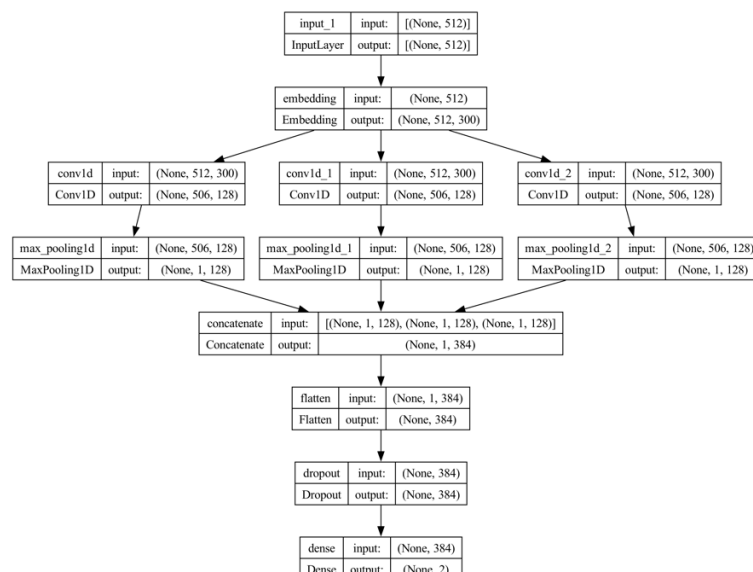 input_1 input: [(None, 512)]
InputLayer output: [(None, 512)]
embedding input: (None, 512)
Embedding output: (None, 512, 300)
conv1d input: (None, 512, 300) conv1d_1 input: (None, 512, 300) conv1d_2 input: (None, 512, 300)
Conv1D output: (None, 506, 128) Conv1D output: (None, 506, 128) Conv1D output: (None, 506, 128)
max_pooling1d input: (None, 506, 128) max_pooling1d_1 input: (None, 506, 128) max_pooling1d_2 input: (None, 506, 128)
MaxPooling1D output: (None, 1, 128) MaxPooling1D output: (None, 1, 128) MaxPooling1D output: (None, 1, 128)
concatenate input: [(None, 1, 128), (None, 1, 128), (None, 1, 128)]
Concatenate output: (None, 1, 384)
flatten input: (None, 1, 384)
Flatten output: (None, 384)
dropout input: (None, 384)
Dropout output: (None, 384)
dense input: (None, 384)
Dense output: (None, 2)